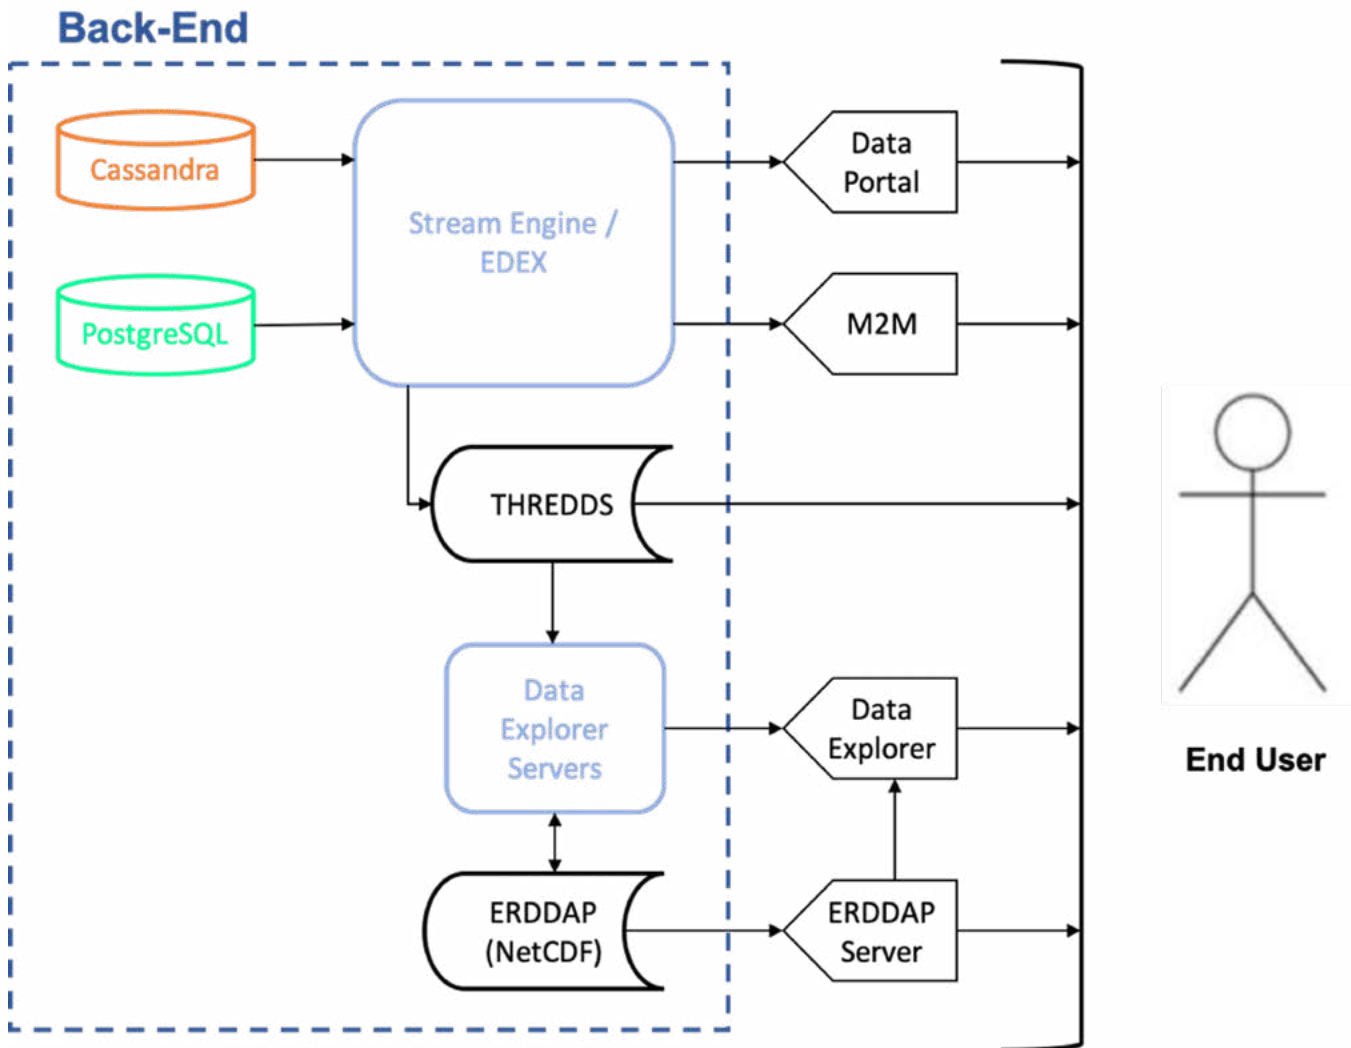 Back-End
Cassandra
PostgreSQL
Stream Engine /
EDEX
Data
Portal
M2M
THREDDS
Data
Explorer
Servers
Data
Explorer
ERDDAP
(NetCDF)
ERDDAP
Server
End User